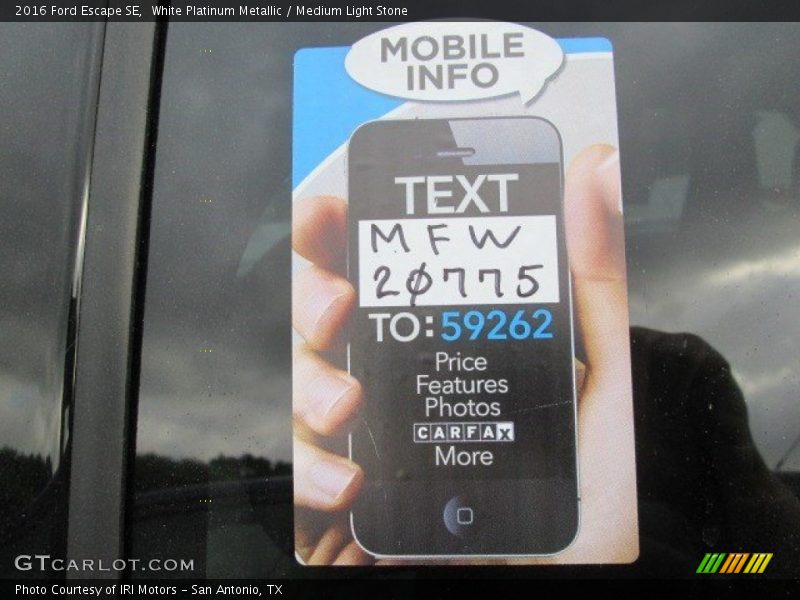 2016 Ford Escape SE,  White Platinum Metallic / Medium Light Stone
MOBILE
INFO
TEXT
MFW
2Ø775
TO: 59262
Price
Features
Photos
CARFAX
More
GTCARLOT.COM
Photo Courtesy of IRI Motors - San Antonio, TX